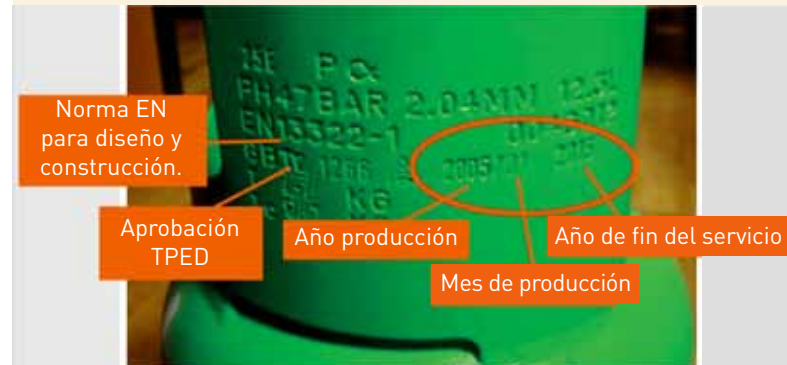 PH47BAR 2.04MM
EN13322-1
2005
2015
KG
Norma EN
para diseño y
construcción.
Aprobación
TPED
Año producción
Año de fin del servicio
Mes de producción